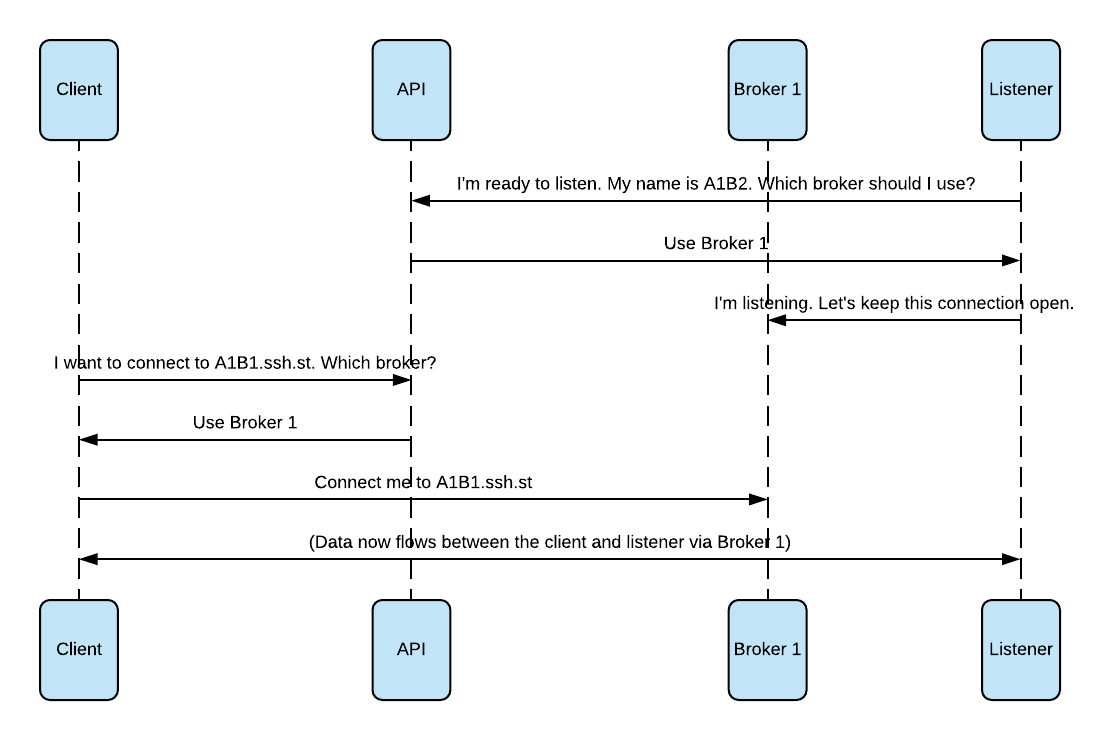 Client
API
Broker 1
Listener
I'm ready to listen. My name is A1B2. Which broker should I use?
Use Broker 1
I'm listening. Let's keep this connection open.
I want to connect to A1B1.ssh.st. Which broker?
Use Broker 1
Connect me to A1B1.ssh.st
(Data now flows between the client and listener via Broker 1)
Client
API
Broker 1
Listener